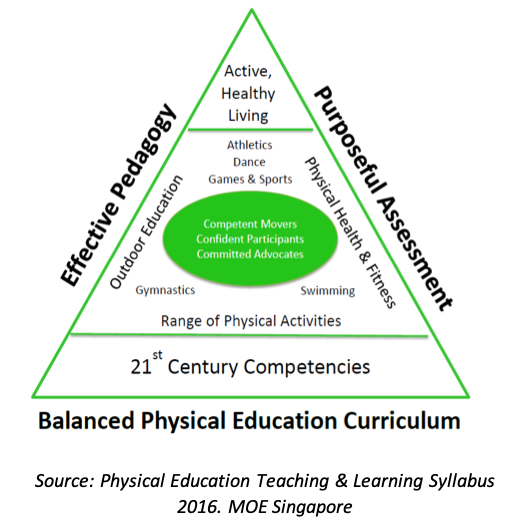 Active,
Healthy
Living
Effective Pedagogy
Purposeful Assessment
Athletics
Dance
Games & Sports
Outdoor Education
Physical Health & Fitness
Competent Movers
Confident Participants
Committed Advocates
Gymnastics
Swimming
Range of Physical Activities
21st Century Competencies
Balanced Physical Education Curriculum
Source: Physical Education Teaching & Learning Syllabus
2016. MOE Singapore